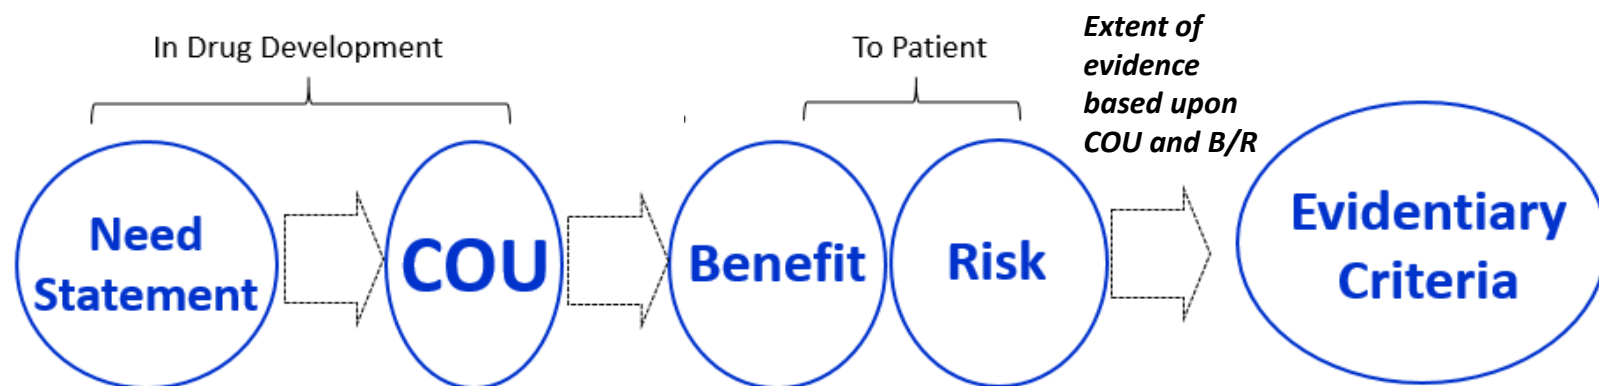 In Drug Development
To Patient
Extent of
evidence
based upon
COU and B/R
Need
Statement
COU
Benefit
Risk
Evidentiary
Criteria